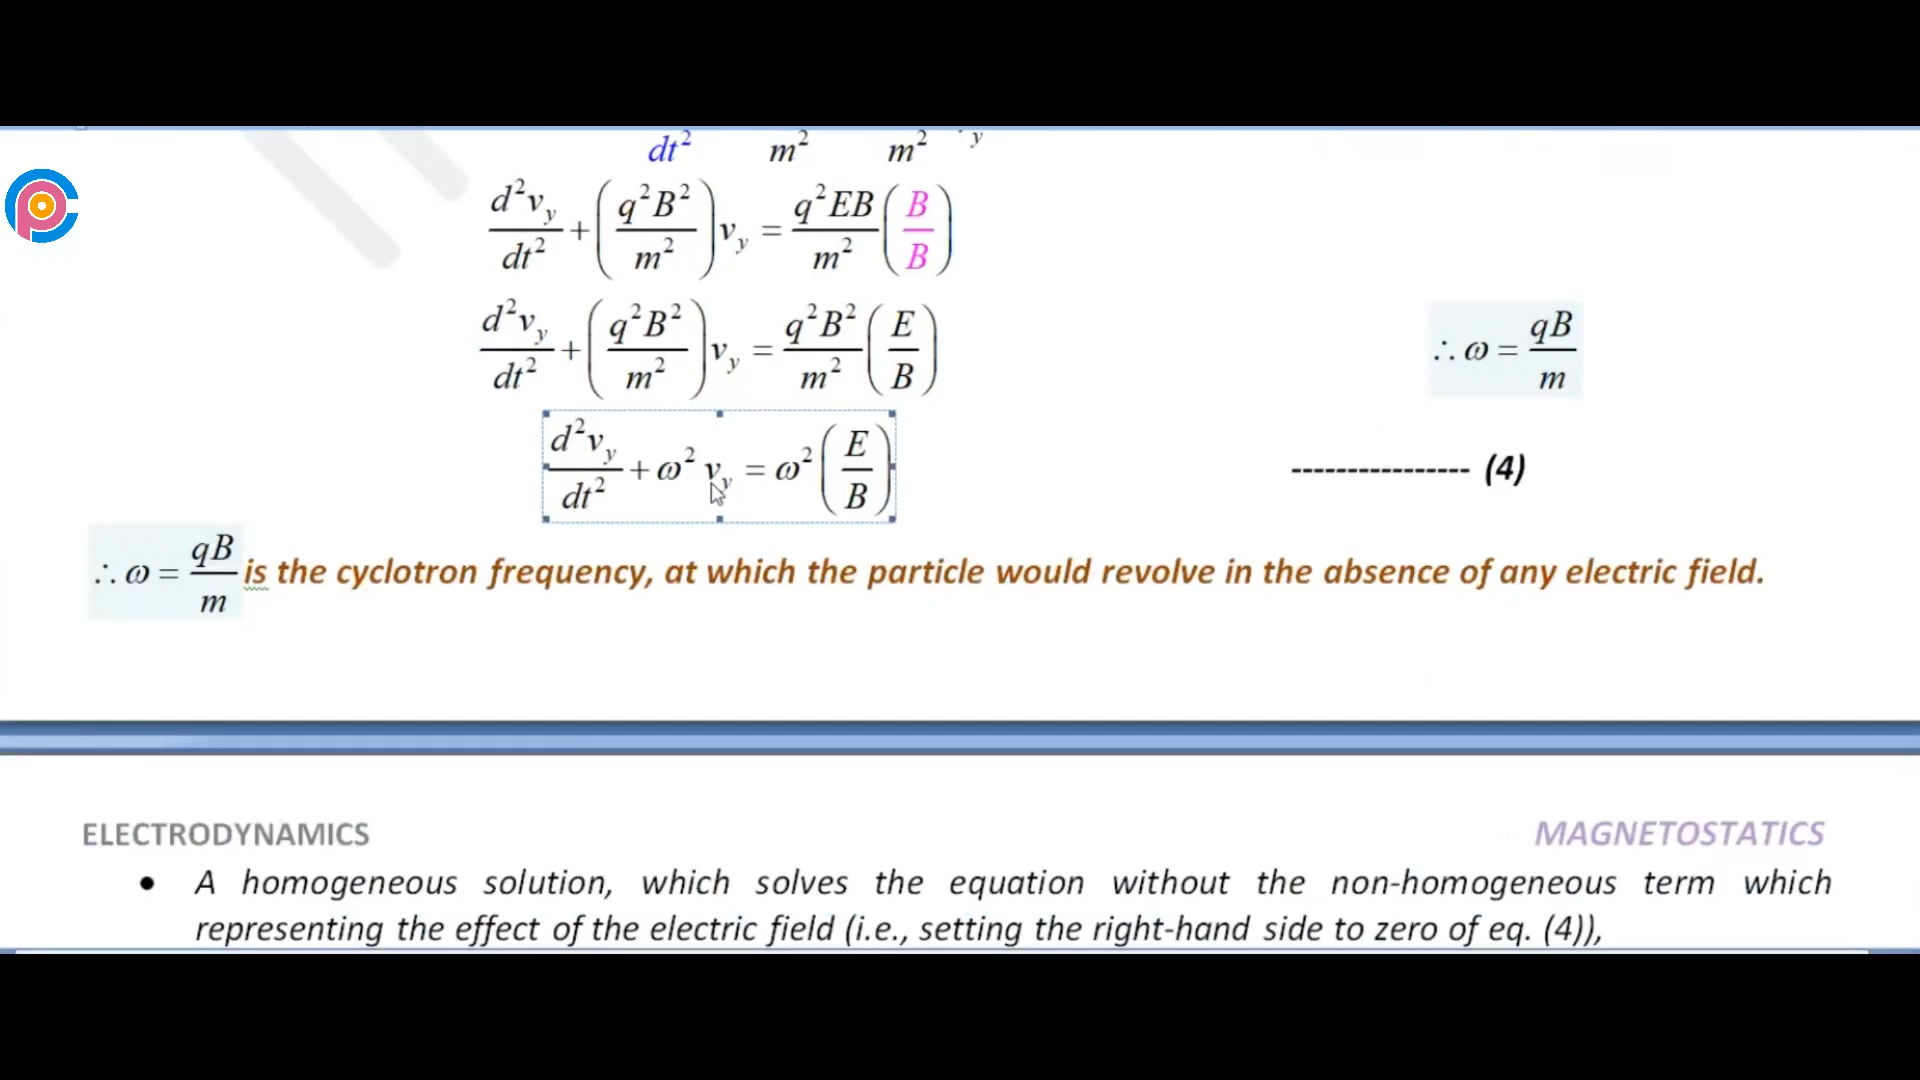 dt² m² m² y
d²v_y/dt² + (q²B²/m²) v_y = q²EB/m² (B/B)
d²v_y/dt² + (q²B²/m²) v_y = q²B²/m² (E/B) ∴ ω = qB/m
d²v_y/dt² + ω² v_y = ω² (E/B) ---------------- (4)
∴ ω = qB/m is the cyclotron frequency, at which the particle would revolve in the absence of any electric field.
ELECTRODYNAMICS MAGNETOSTATICS
• A homogeneous solution, which solves the equation without the non-homogeneous term which
representing the effect of the electric field (i.e., setting the right-hand side to zero of eq. (4)),